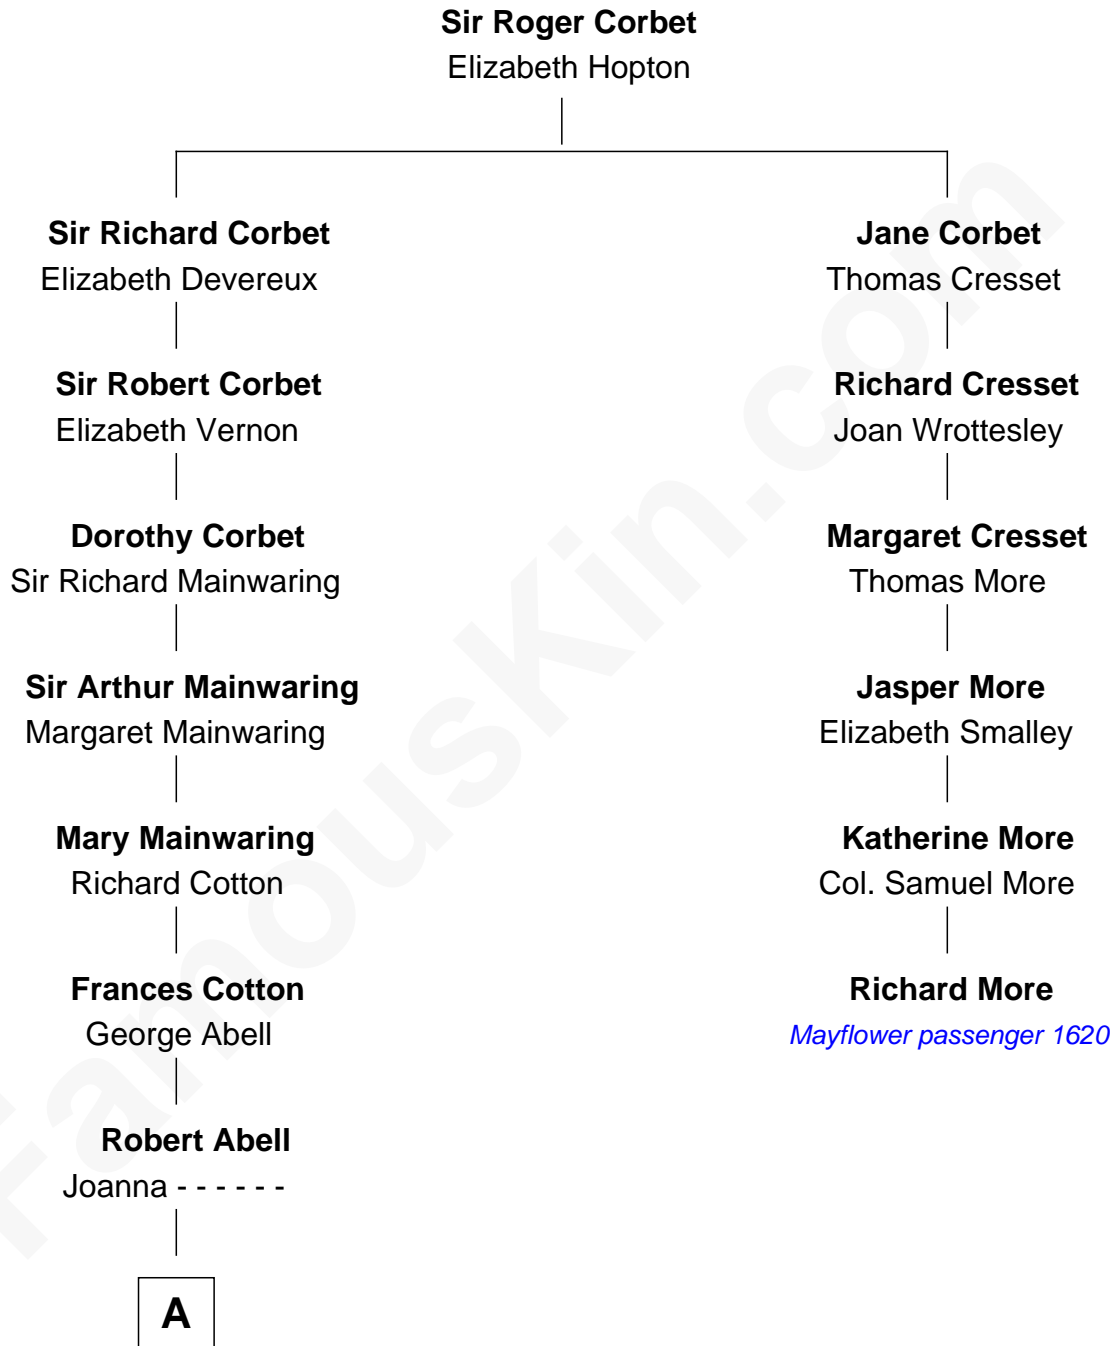 Sir Roger Corbet
Elizabeth Hopton
Sir Richard Corbet
Elizabeth Devereux
Sir Robert Corbet
Elizabeth Vernon
Dorothy Corbet
Sir Richard Mainwaring
Sir Arthur Mainwaring
Margaret Mainwaring
Mary Mainwaring
Richard Cotton
Frances Cotton
George Abell
Robert Abell
Joanna - - - - - -
A
Jane Corbet
Thomas Cresset
Richard Cresset
Joan Wrottesley
Margaret Cresset
Thomas More
Jasper More
Elizabeth Smalley
Katherine More
Col. Samuel More
Richard More
Mayflower passenger 1620
FamousKin.com